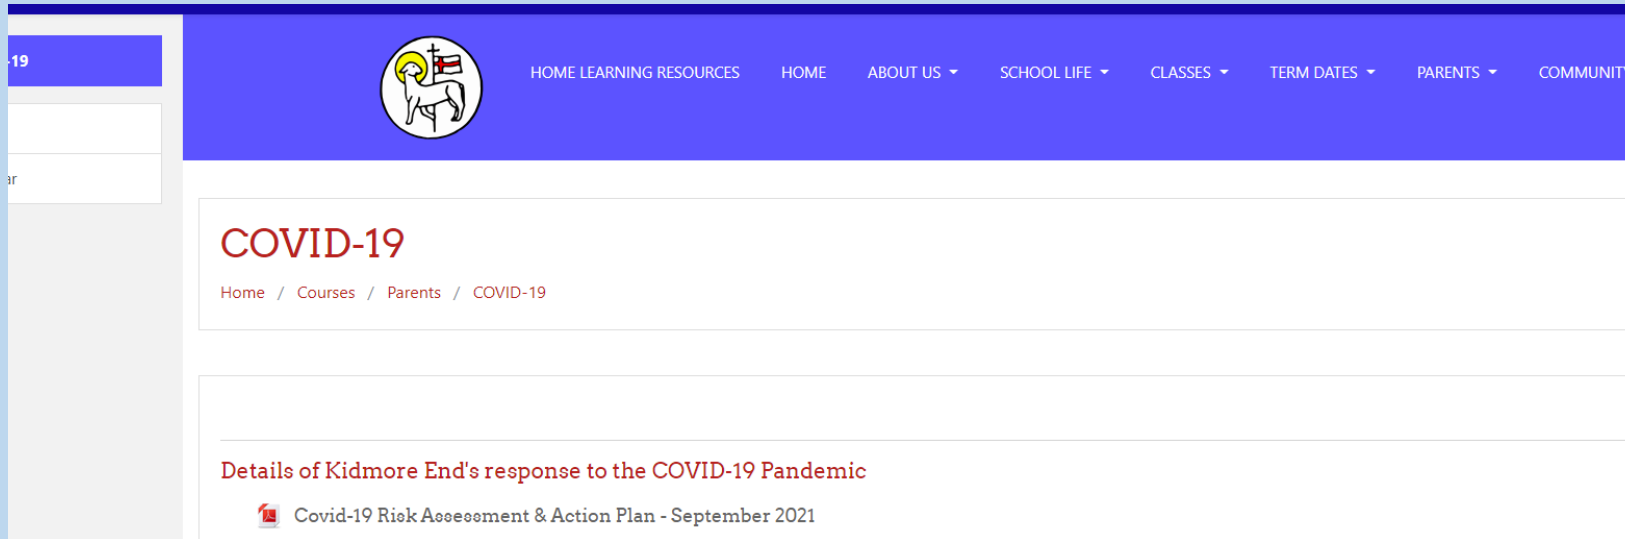 -19
HOME LEARNING RESOURCES HOME ABOUT US SCHOOL LIFE CLASSES TERM DATES PARENTS COMMUNITY
ar
COVID-19
Home / Courses / Parents / COVID-19
Details of Kidmore End's response to the COVID-19 Pandemic
Covid-19 Risk Assessment & Action Plan - September 2021